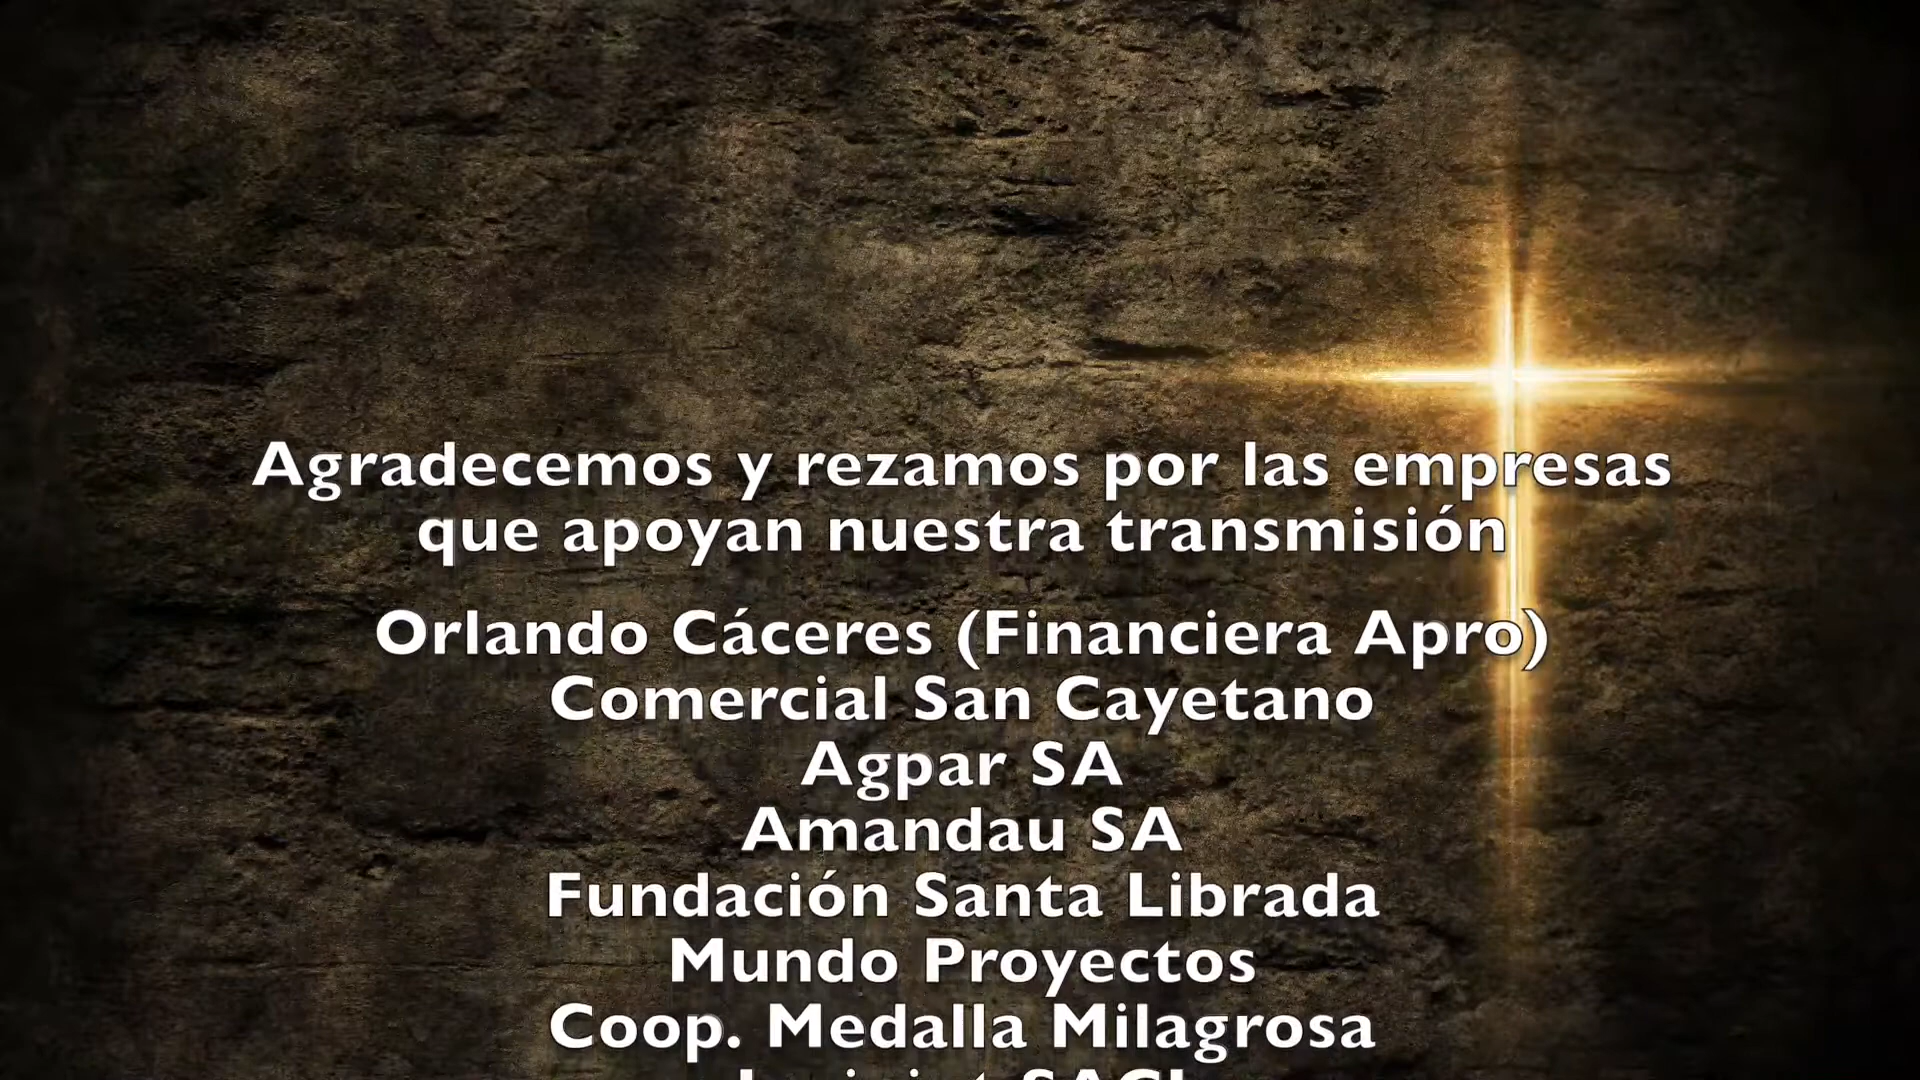 Agradecemos y rezamos por las empresas
que apoyan nuestra transmisión
Orlando Cáceres (Financiera Apro)
Comercial San Cayetano
Agpar SA
Amandau SA
Fundación Santa Librada
Mundo Proyectos
Coop. Medalla Milagrosa